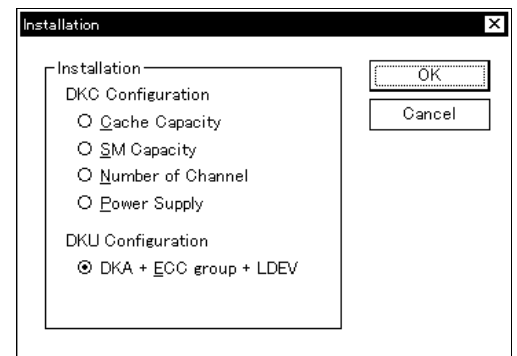 Installation
Installation
DKC Configuration
Cache Capacity
SM Capacity
Number of Channel
Power Supply
DKU Configuration
DKA + ECC group + LDEV
OK
Cancel